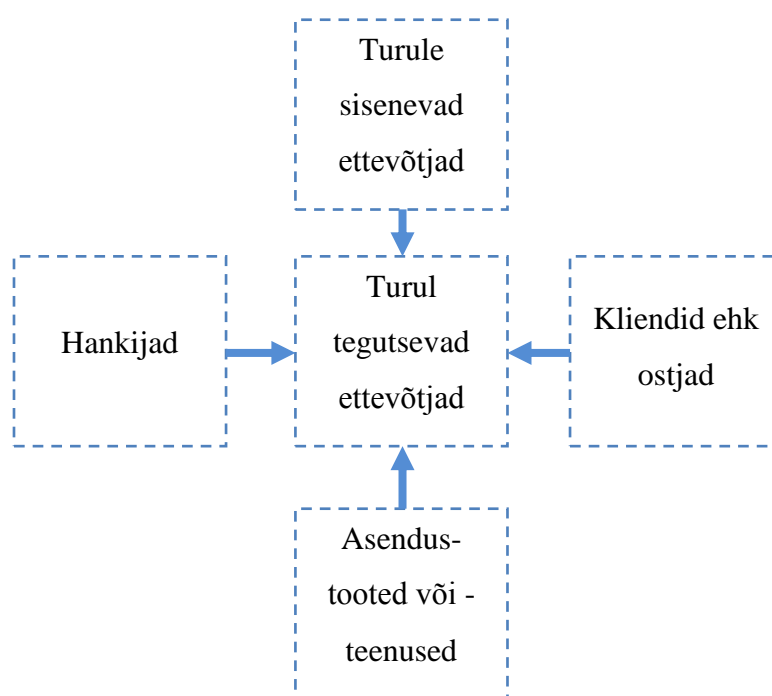 Turule
sisenevad
ettevõtjad
Hankijad
Turul
tegutsevad
ettevõtjad
Kliendid ehk
ostjad
Asendus-
tooted või -
teenused